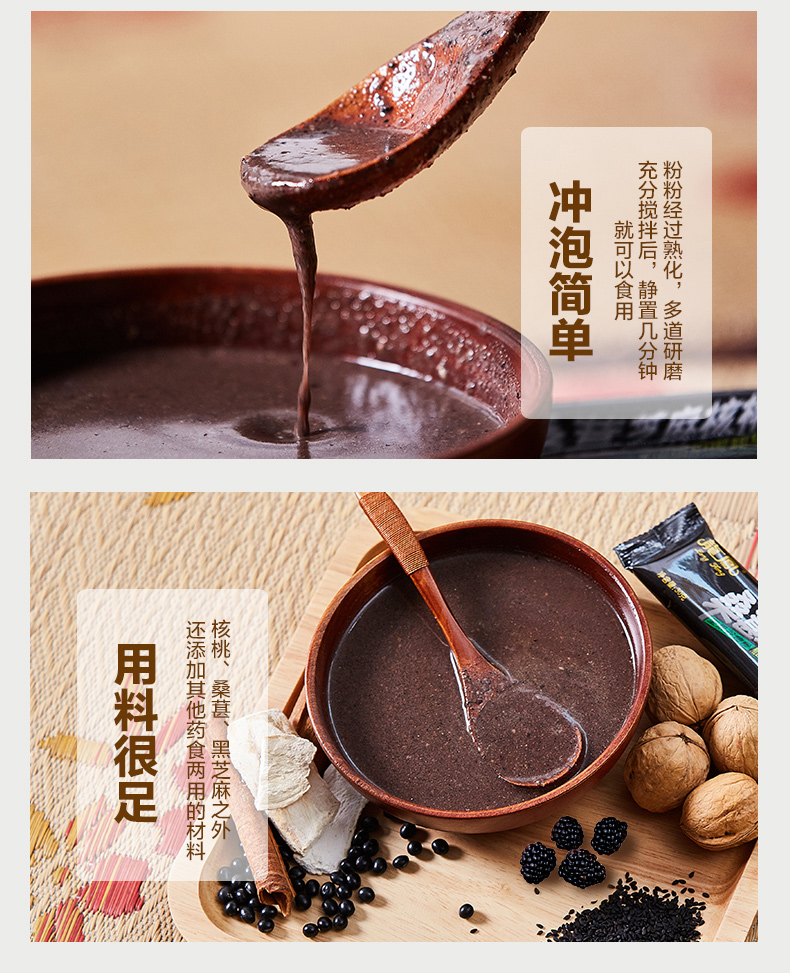 冲泡简单
粉粉经过熟化，多道研磨
充分搅拌后，静置几分钟
就可以食用
用料很足
核桃、桑葚、黑芝麻之外
还添加其他药食两用的材料